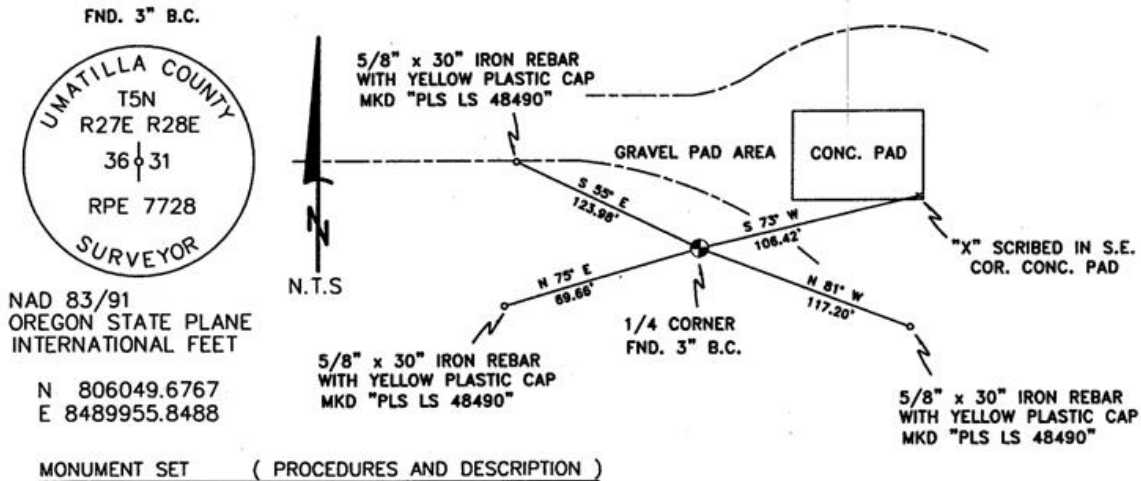 FND. 3" B.C.
UMATILLA COUNTY
T5N
R27E R28E
36 31
RPE 7728
SURVEYOR
NAD 83/91
OREGON STATE PLANE
INTERNATIONAL FEET
N 806049.6767
E 8489955.8488
N
N.T.S
5/8" x 30" IRON REBAR
WITH YELLOW PLASTIC CAP
MKD "PLS LS 48490"
GRAVEL PAD AREA
CONC. PAD
S 55° E
123.98'
S 73° W
106.42'
"X" SCRIBED IN S.E.
COR. CONC. PAD
N 75° E
69.66'
N 81° W
117.20'
1/4 CORNER
FND. 3" B.C.
5/8" x 30" IRON REBAR
WITH YELLOW PLASTIC CAP
MKD "PLS LS 48490"
5/8" x 30" IRON REBAR
WITH YELLOW PLASTIC CAP
MKD "PLS LS 48490"
MONUMENT SET ( PROCEDURES AND DESCRIPTION )